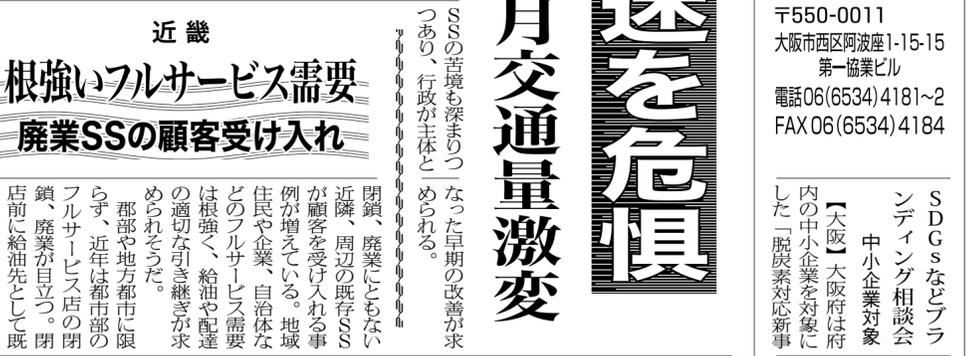 〒550-0011
大阪市西区阿波座1-15-15
第一協業ビル
電話06(6534)4181〜2
FAX06(6534)4184
SDGsなどブラ
ンディング相談会
中小企業対象
【大阪】大阪府は府
内の中小企業を対象に
した「脱炭素対応新事
速を危惧
月交通量激変
SSの苦境も深まりつ
つあり、行政が主体と
なった早期の改善が求
められる。
近畿
根強いフルサービス需要
廃業SSの顧客受け入れ
閉鎖、廃業にともない
近隣、周辺の既存SS
が顧客を受け入れる事
例が増えている。地域
住民や企業、自治体な
どのフルサービス需要
は根強く、給油や配達
の適切な引き継ぎが求
められそうだ。
郡部や地方都市に限
らず、近年は都市部の
フルサービス店の閉
鎖、廃業が目立つ。閉
店前に給油先として既